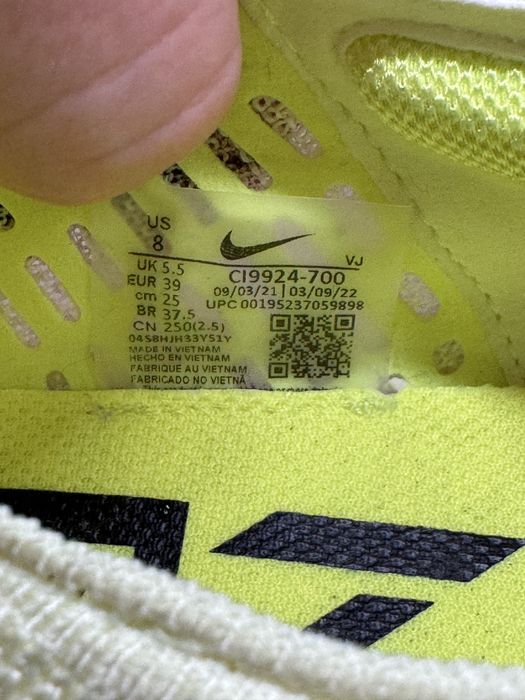 US
8
UK 5.5
EUR 39
cm 25
BR 37.5
CN 250(2.5)
VJ
CI9924-700
09/03/21 | 03/09/22
UPC 00195237059898
04SBHJH33Y51Y
MADE IN VIETNAM
HECHO EN VIETNAM
FABRIQUE AU VIETNAM
FABRICADO NO VIETNÃ